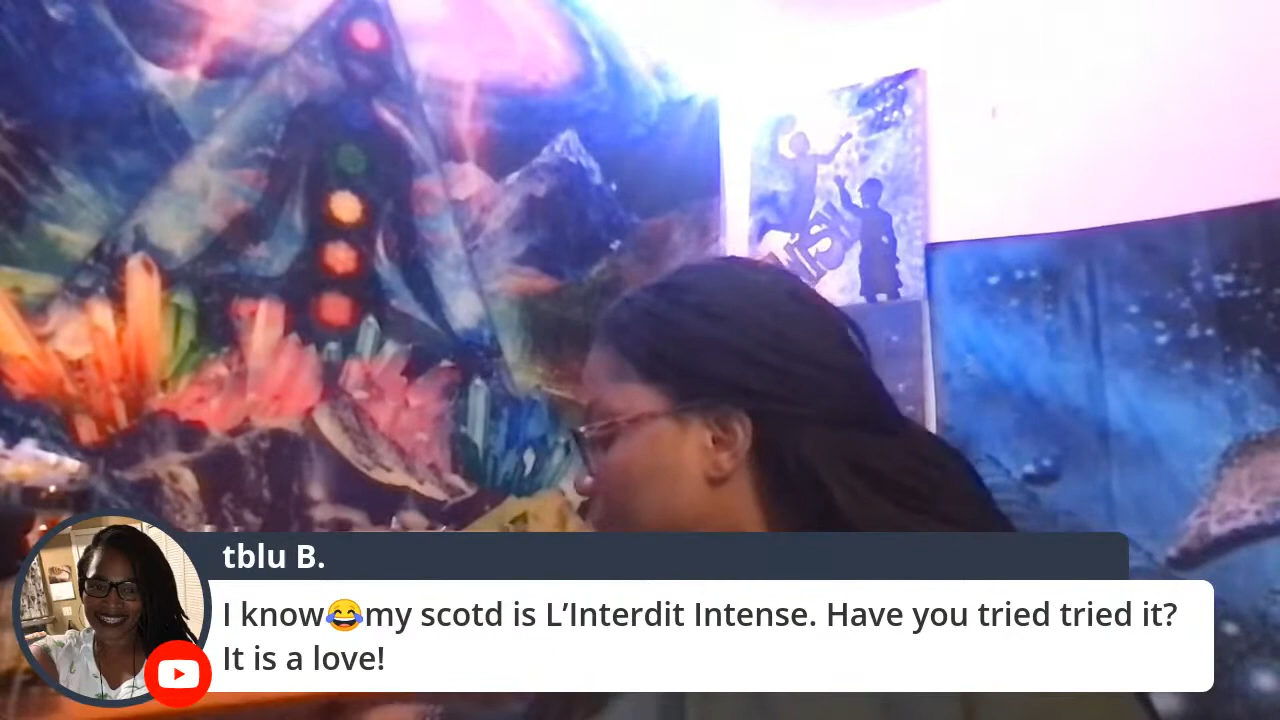 tblu B.
I know😂my scotd is L’Interdit Intense. Have you tried tried it?
It is a love!